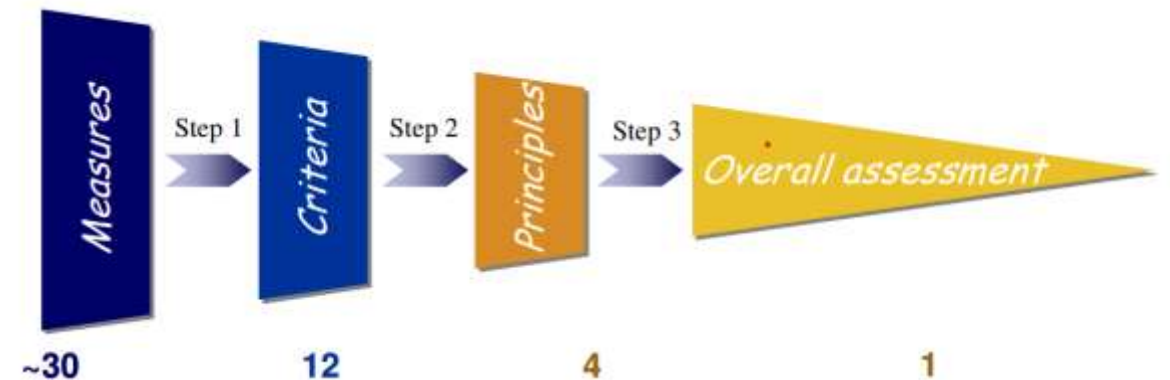 Measures
Step 1
Criteria
Step 2
Principles
Step 3
Overall assessment
~30
12
4
1